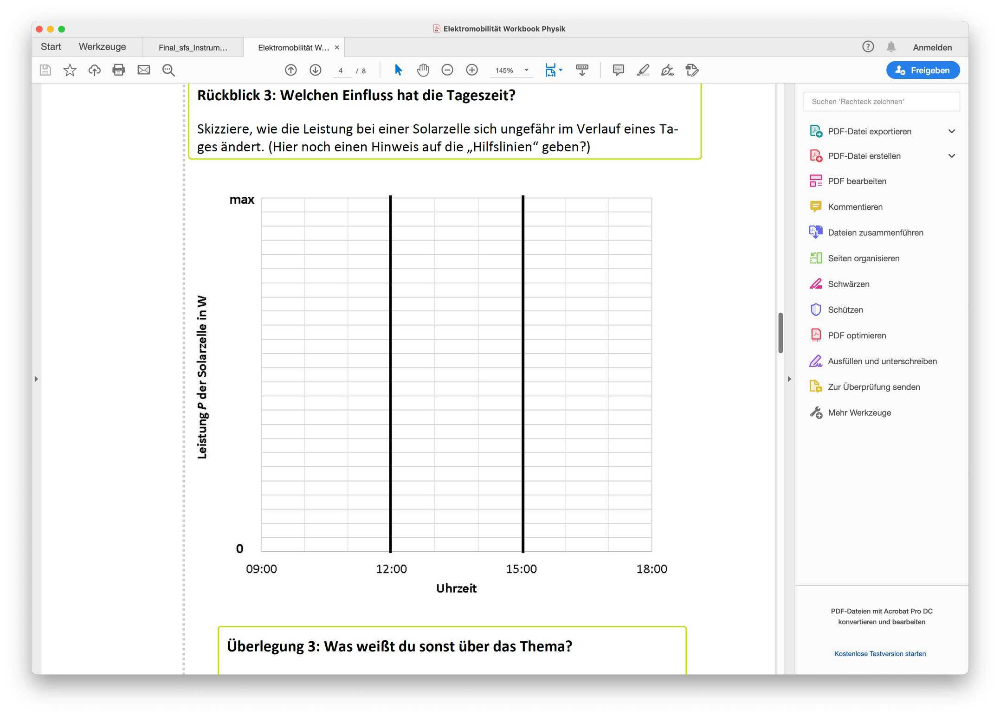 Elektromobilität Workbook Physik
Start Werkzeuge Final_sfs_Instrum... Elektromobilität W... × Anmelden
4 / 8 145% Freigeben
Rückblick 3: Welchen Einfluss hat die Tageszeit?
Skizziere, wie die Leistung bei einer Solarzelle sich ungefähr im Verlauf eines Ta-
ges ändert. (Hier noch einen Hinweis auf die „Hilfslinien“ geben?)
max
Leistung P der Solarzelle in W
0
09:00 12:00 15:00 18:00
Uhrzeit
Überlegung 3: Was weißt du sonst über das Thema?
Suchen 'Rechteck zeichnen'
PDF-Datei exportieren
PDF-Datei erstellen
PDF bearbeiten
Kommentieren
Dateien zusammenführen
Seiten organisieren
Schwärzen
Schützen
PDF optimieren
Ausfüllen und unterschreiben
Zur Überprüfung senden
Mehr Werkzeuge
PDF-Dateien mit Acrobat Pro DC
konvertieren und bearbeiten
Kostenlose Testversion starten